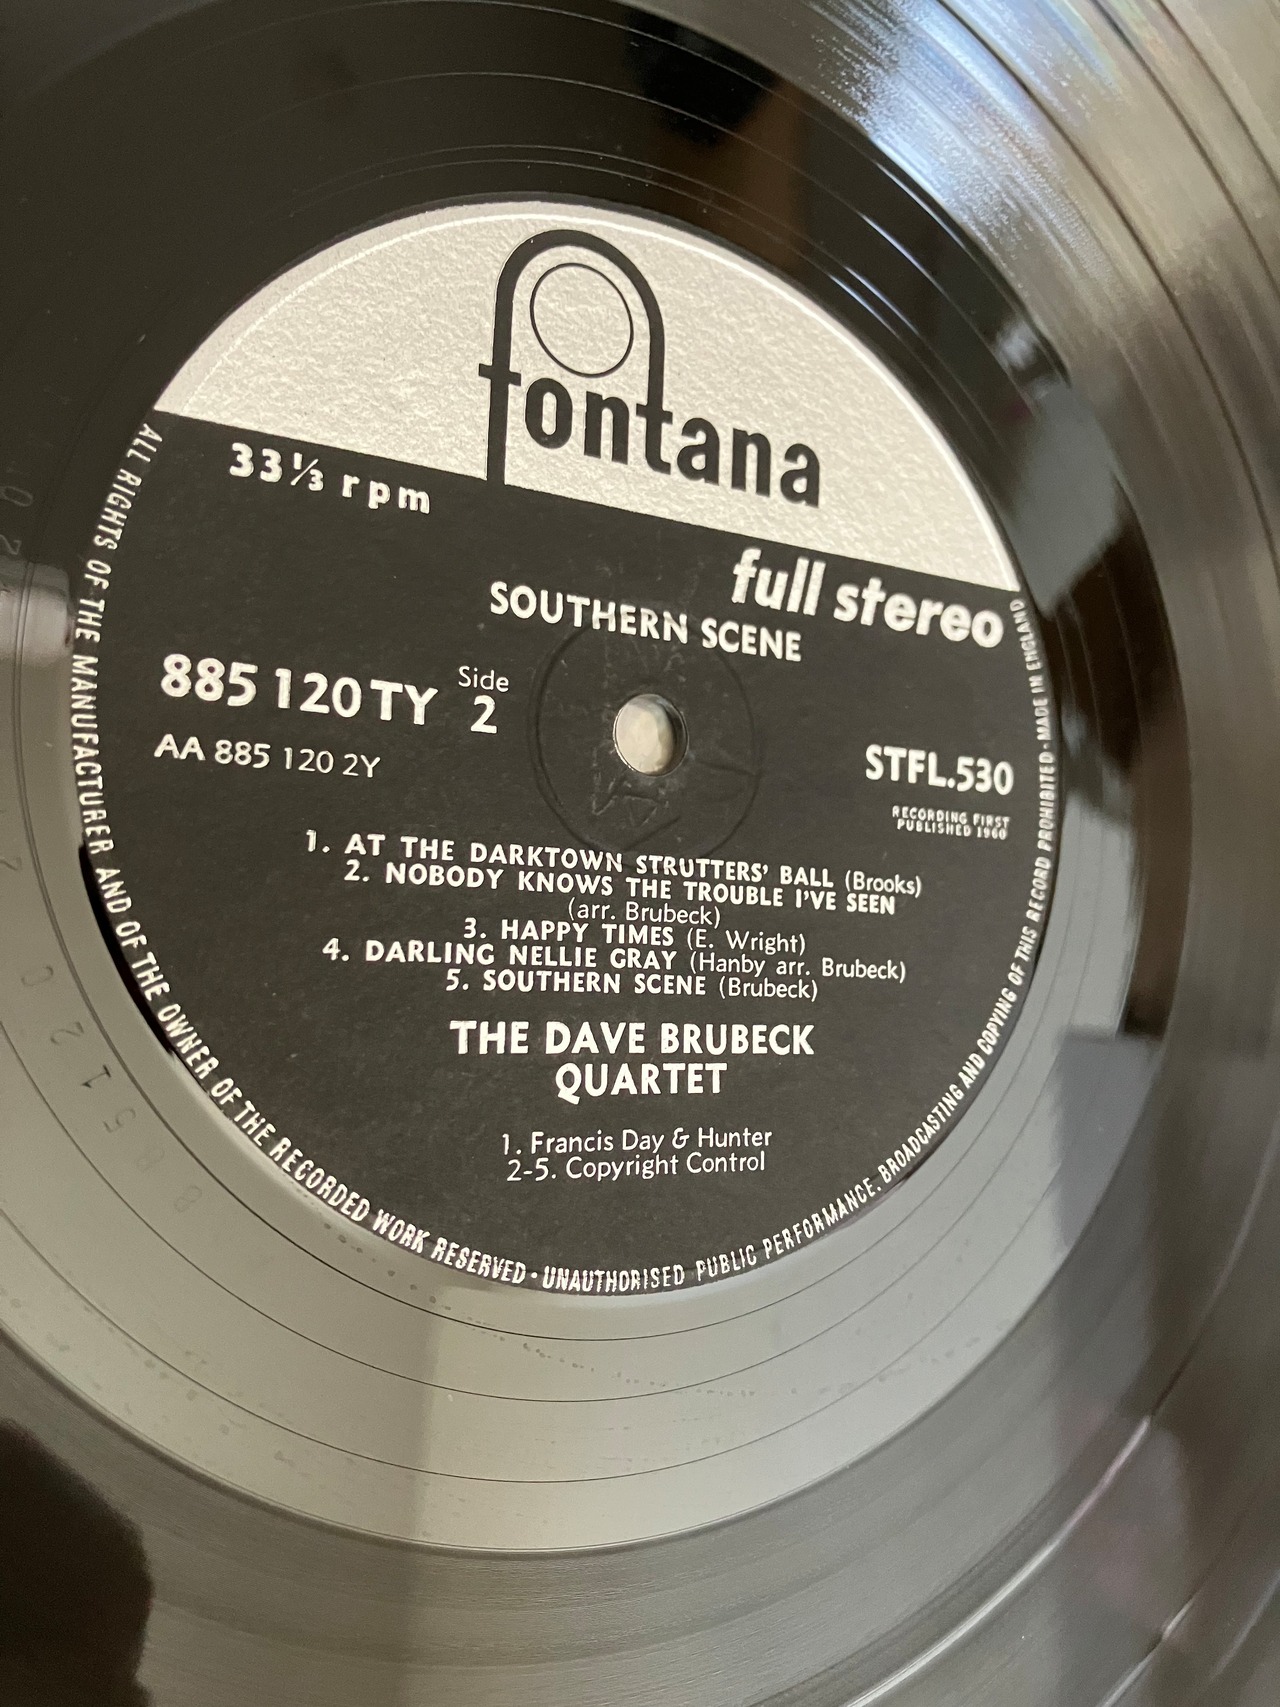 fontana
33⅓ rpm
full stereo
SOUTHERN SCENE
885 120 TY
Side
2
AA 885 120 2Y
STFL.530
RECORDING FIRST
PUBLISHED 1960
1. AT THE DARKTOWN STRUTTERS' BALL (Brooks)
2. NOBODY KNOWS THE TROUBLE I'VE SEEN
(arr. Brubeck)
3. HAPPY TIMES (E. Wright)
4. DARLING NELLIE GRAY (Hanby arr. Brubeck)
5. SOUTHERN SCENE (Brubeck)
THE DAVE BRUBECK
QUARTET
1. Francis Day & Hunter
2-5. Copyright Control
ALL RIGHTS OF THE MANUFACTURER AND OF THE OWNER OF THE RECORDED WORK RESERVED • UNAUTHORISED PUBLIC PERFORMANCE. BROADCASTING AND COPYING OF THIS RECORD PROHIBITED • MADE IN ENGLAND